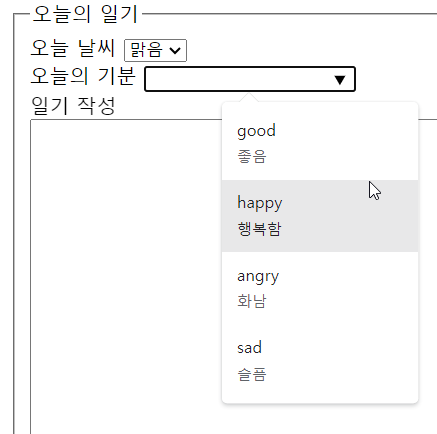 오늘의 일기
오늘 날씨 맑음
오늘의 기분
일기 작성
good
좋음
happy
행복함
angry
화남
sad
슬픔